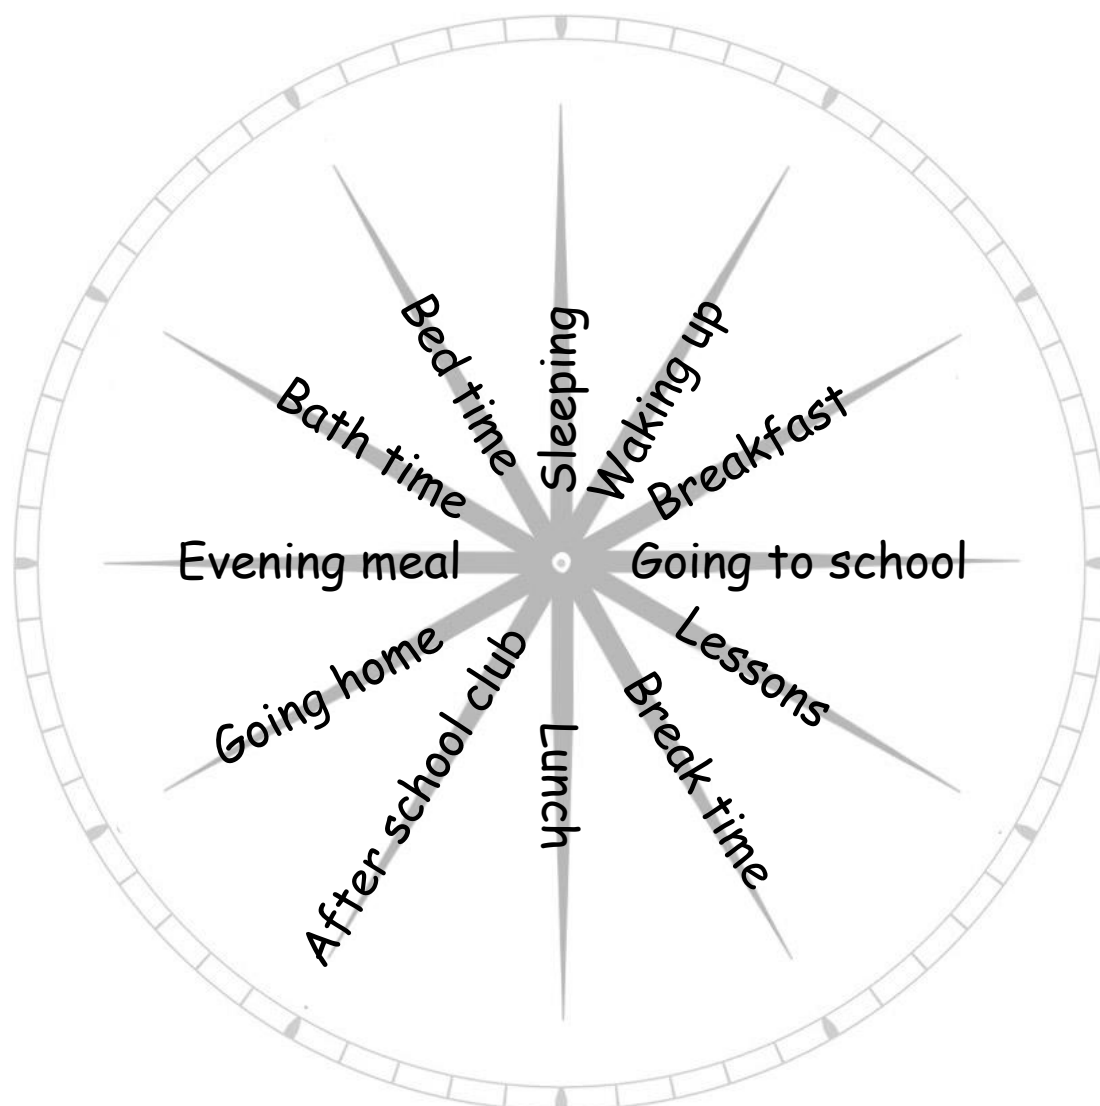 Sleeping
Waking up
Breakfast
Going to school
Lessons
Break time
Lunch
After school club
Going home
Evening meal
Bath time
Bed time